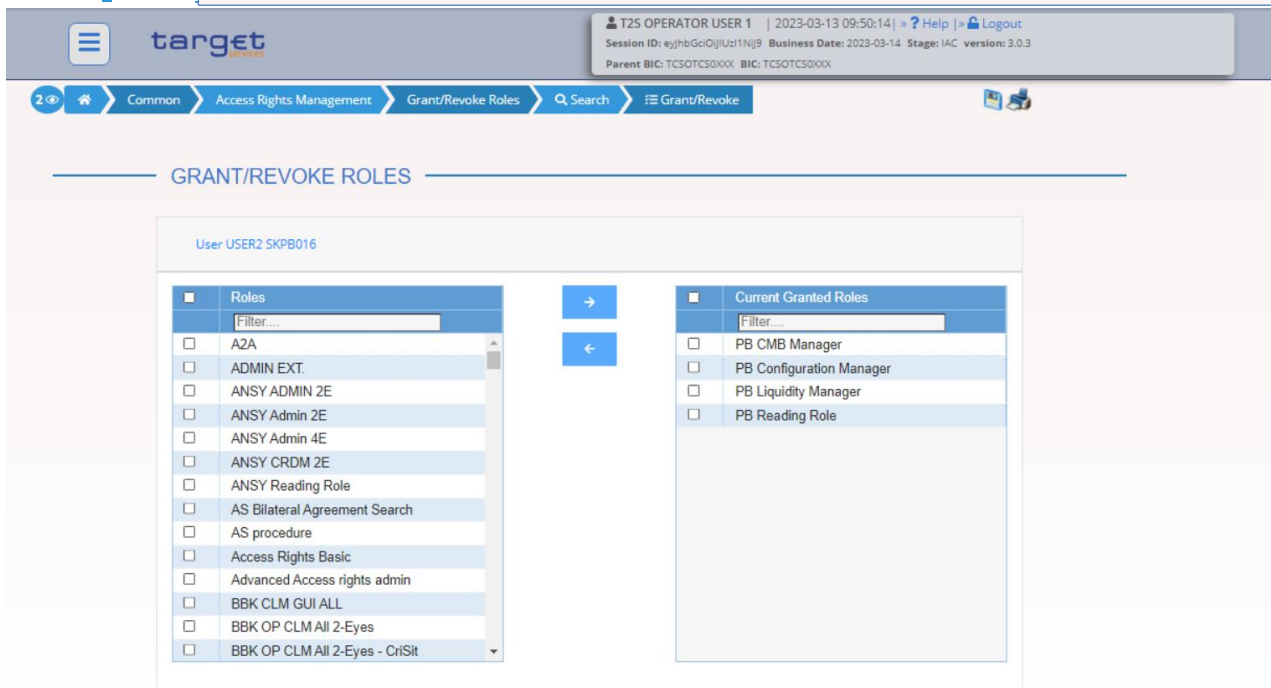 T2S OPERATOR USER 1 | 2023-03-13 09:50:14| » ? Help |» Logout
target
services
Session ID: eyJhbGciOiJIUzI1NiJ9 Business Date: 2023-03-14 Stage: IAC version: 3.0.3
Parent BIC: TCSOTCS0XXX BIC: TCSOTCS0XXX
2 Common Access Rights Management Grant/Revoke Roles Search Grant/Revoke
GRANT/REVOKE ROLES
User USER2 SKPB016
Roles
Filter....
A2A
ADMIN EXT.
ANSY ADMIN 2E
ANSY Admin 2E
ANSY Admin 4E
ANSY CRDM 2E
ANSY Reading Role
AS Bilateral Agreement Search
AS procedure
Access Rights Basic
Advanced Access rights admin
BBK CLM GUI ALL
BBK OP CLM All 2-Eyes
BBK OP CLM All 2-Eyes - CriSit
Current Granted Roles
Filter....
PB CMB Manager
PB Configuration Manager
PB Liquidity Manager
PB Reading Role